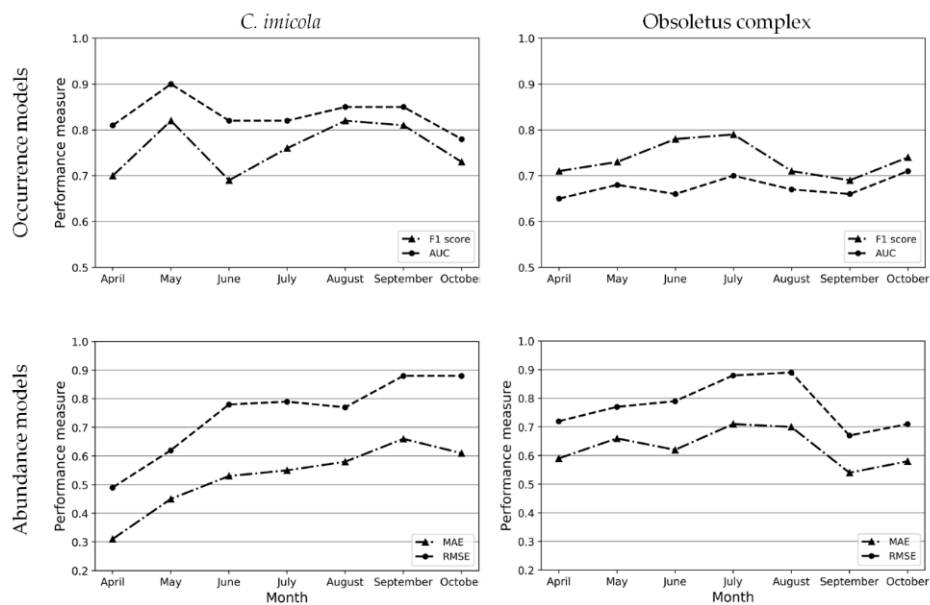 C. imicola
Obsoletus complex
Occurrence models
Performance measure
1.0
0.9
0.8
0.7
0.6
0.5
April May June July August September October
F1 score
AUC
Performance measure
1.0
0.9
0.8
0.7
0.6
0.5
April May June July August September October
F1 score
AUC
Abundance models
Performance measure
1.0
0.9
0.8
0.7
0.6
0.5
0.4
0.3
0.2
April May June July August September October
Month
MAE
RMSE
Performance measure
1.0
0.9
0.8
0.7
0.6
0.5
0.4
0.3
0.2
April May June July August September October
Month
MAE
RMSE